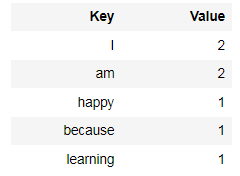 Key Value
I 2
am 2
happy 1
because 1
learning 1